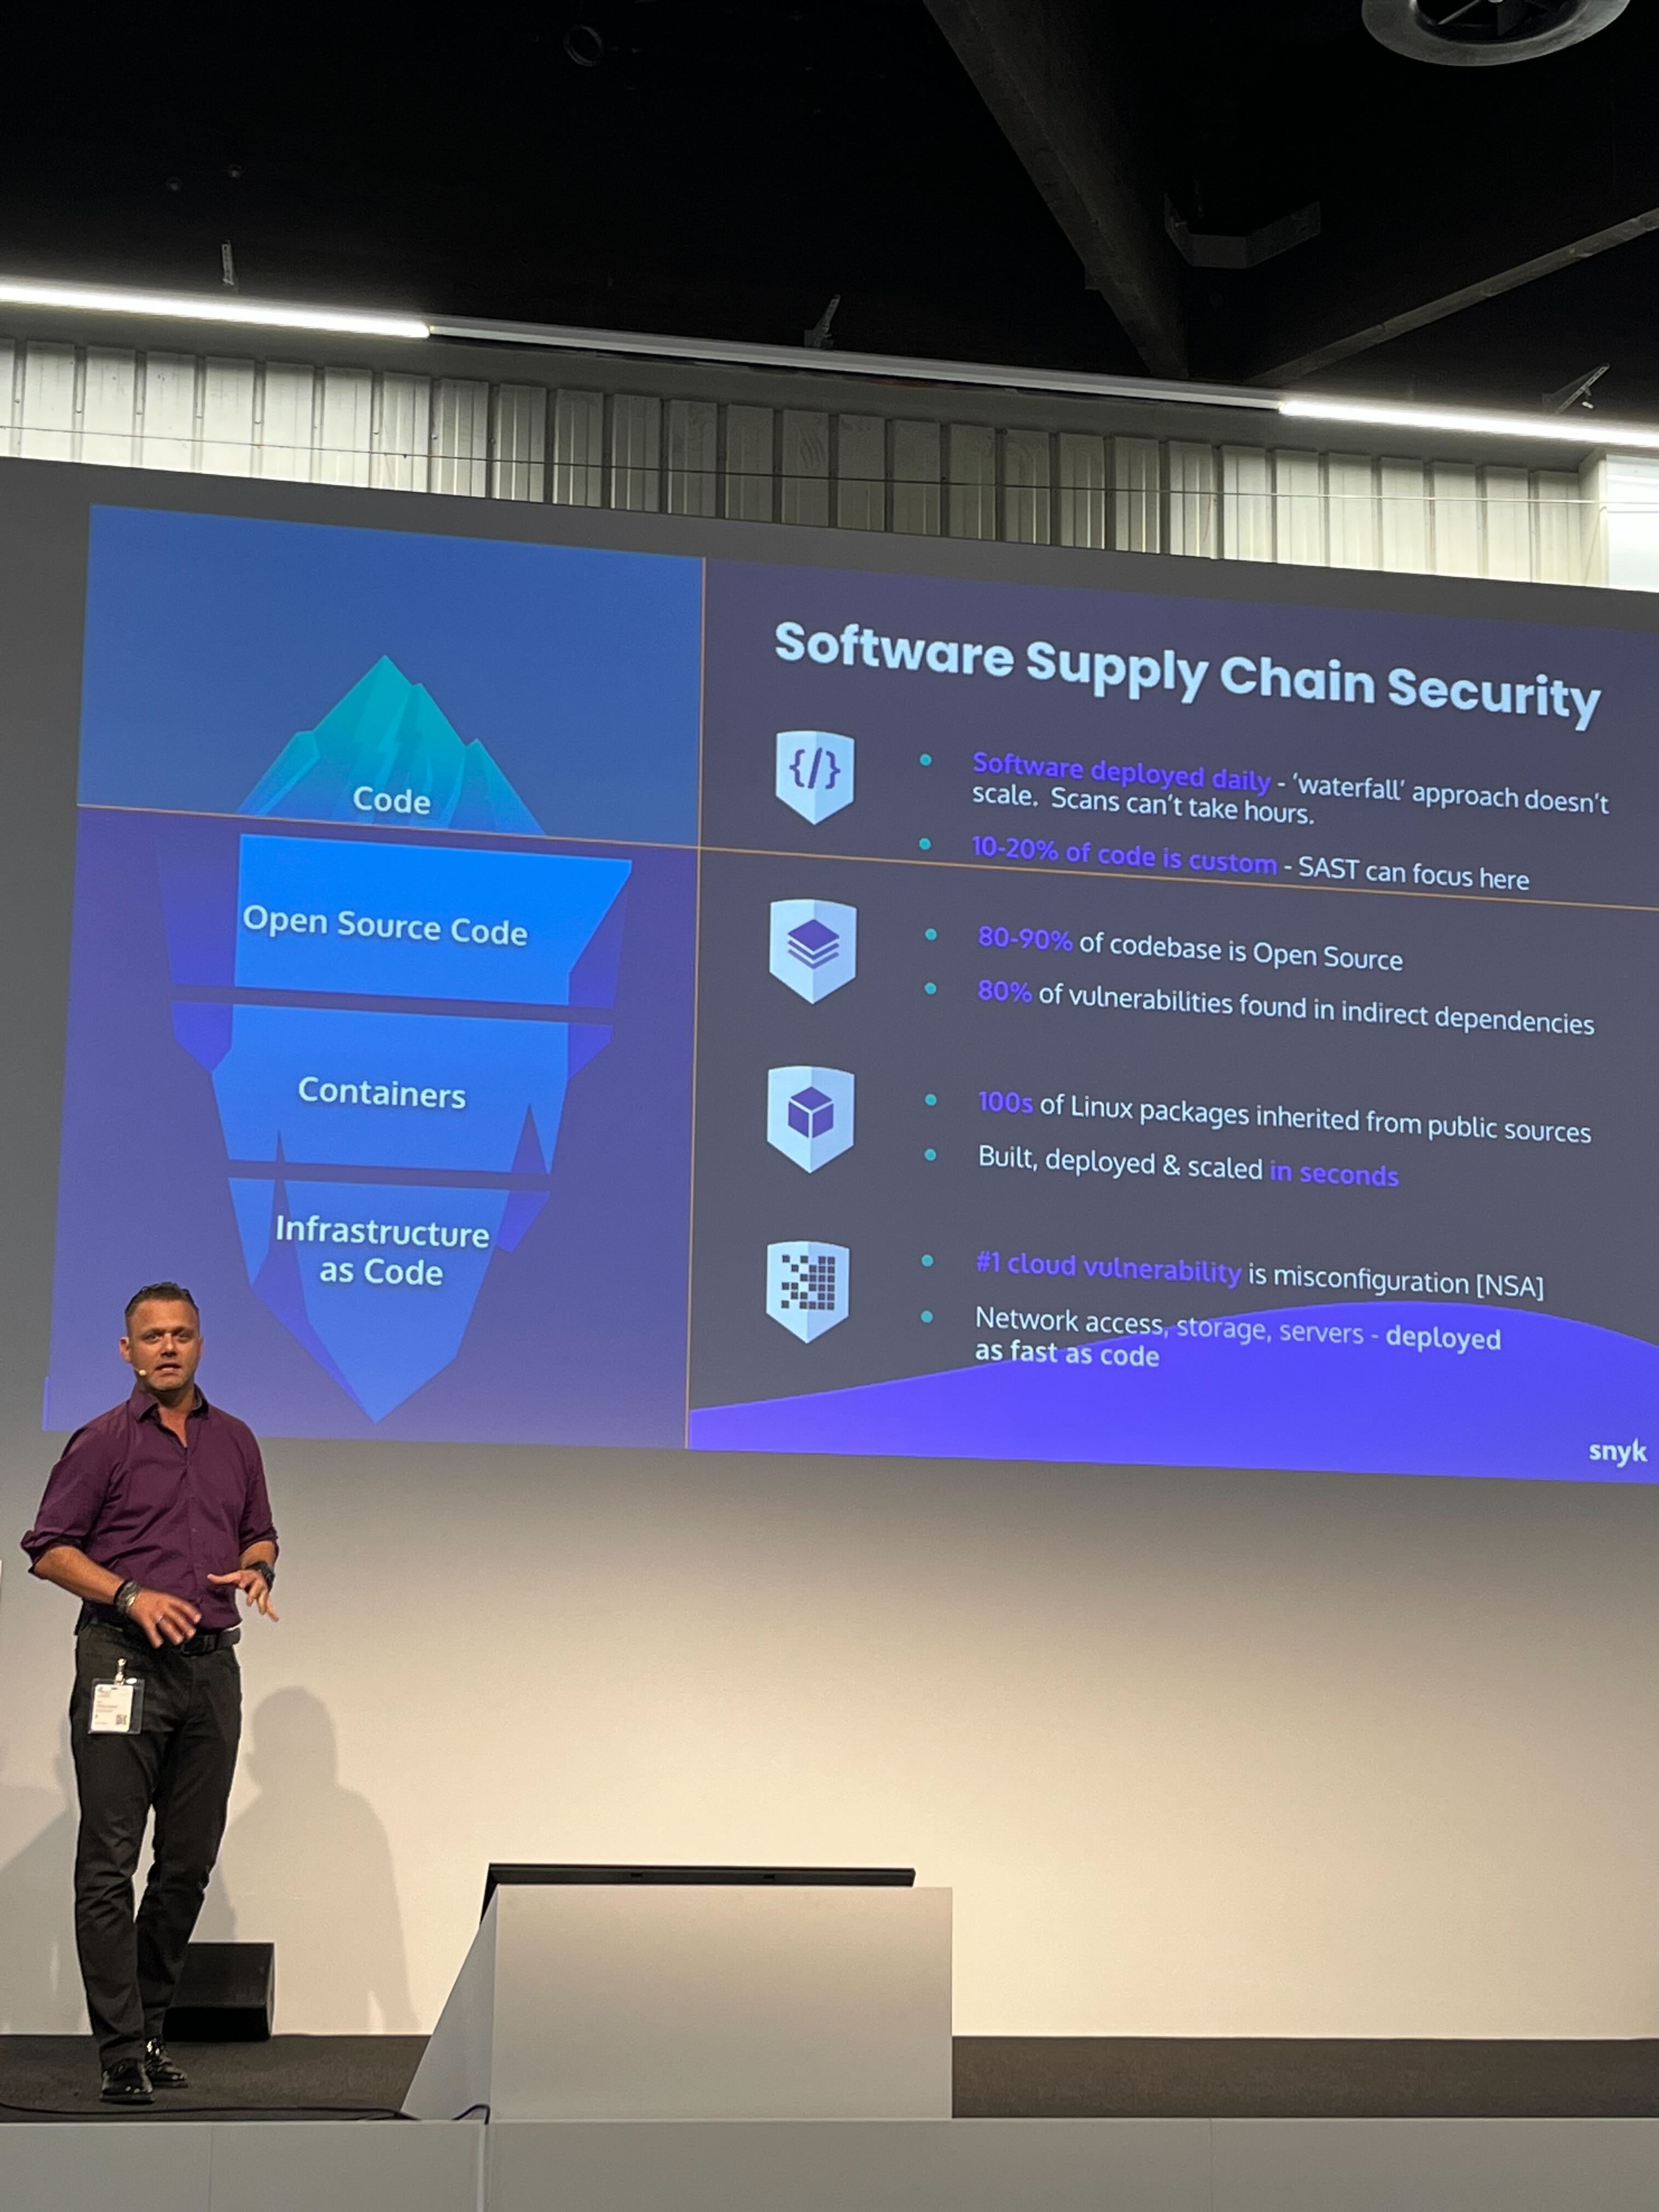 Software Supply Chain Security
Code
Open Source Code
Containers
Infrastructure
as Code
Software deployed daily - ‘waterfall’ approach doesn’t
scale. Scans can’t take hours.
10-20% of code is custom - SAST can focus here
80-90% of codebase is Open Source
80% of vulnerabilities found in indirect dependencies
100s of Linux packages inherited from public sources
Built, deployed & scaled in seconds
#1 cloud vulnerability is misconfiguration [NSA]
Network access, storage, servers - deployed
as fast as code
snyk